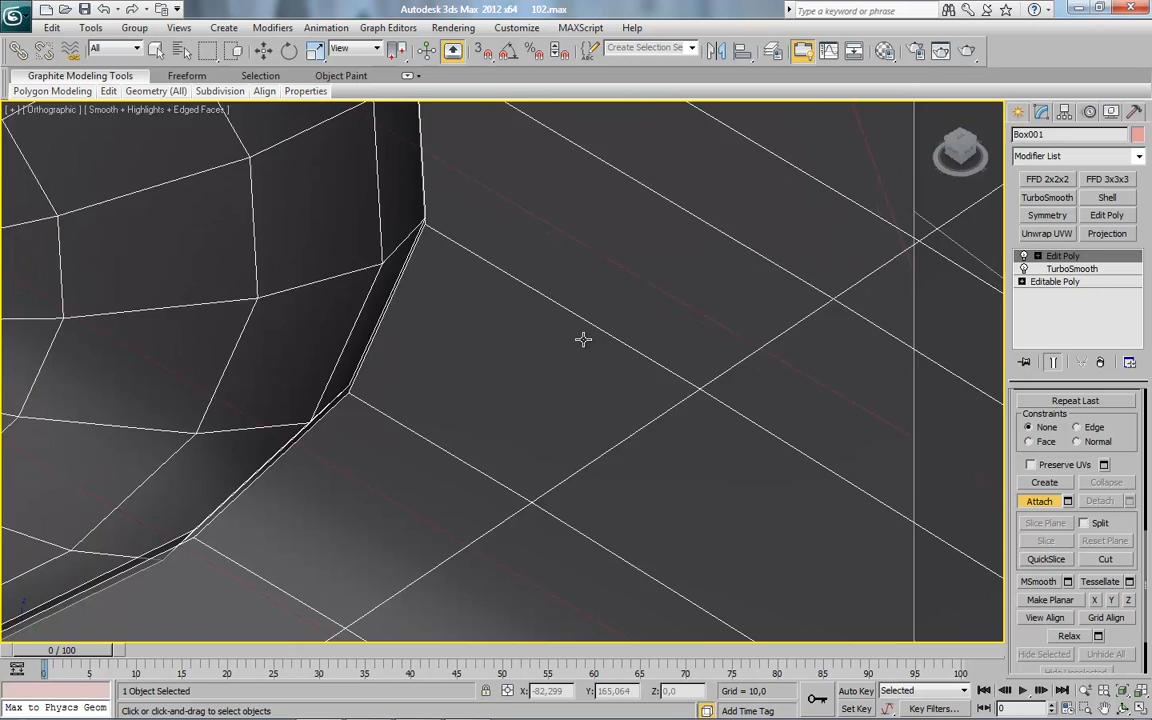 Autodesk 3ds Max 2012 x64    102.max
Type a keyword or phrase
Edit Tools Group Views Create Modifiers Animation Graph Editors Rendering Customize MAXScript Help
All View Create Selection Se
Graphite Modeling Tools Freeform Selection Object Paint
Polygon Modeling Edit Geometry (All) Subdivision Align Properties
[ + ] [ Orthographic ] [ Smooth + Highlights + Edged Faces ]
Box001
Modifier List
FFD 2x2x2 FFD 3x3x3
TurboSmooth Shell
Symmetry Edit Poly
Unwrap UVW Projection
Edit Poly
TurboSmooth
Editable Poly
Repeat Last
Constraints
None Edge
Face Normal
Preserve UVs
Create Collapse
Attach Detach
Slice Plane Split
Slice Reset Plane
QuickSlice Cut
MSmooth Tessellate
Make Planar X Y Z
View Align Grid Align
Relax
Hide Selected Unhide All
Hide Unselected
0 / 100
0 5 10 15 20 25 30 35 40 45 50 55 60 65 70 75 80 85 90 95 100
1 Object Selected X: -82,299 Y: 165,064 Z: 0,0 Grid = 10,0 Auto Key Selected
Max to Physcs Geom Click or click-and-drag to select objects Add Time Tag Set Key Key Filters... 0